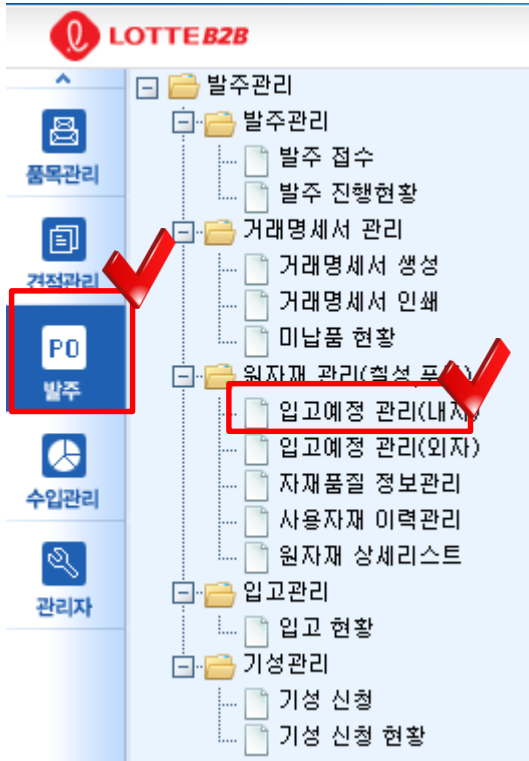 LOTTE B2B
품목관리
견적관리
PO
발주
수입관리
관리자
발주관리
발주관리
발주 접수
발주 진행현황
거래명세서 관리
거래명세서 생성
거래명세서 인쇄
미납품 현황
원자재 관리(칠성,
입고예정 관리(내자)
입고예정 관리(외자)
자재품질 정보관리
사용자재 이력관리
원자재 상세리스트
입고관리
입고 현황
기성관리
기성 신청
기성 신청 현황